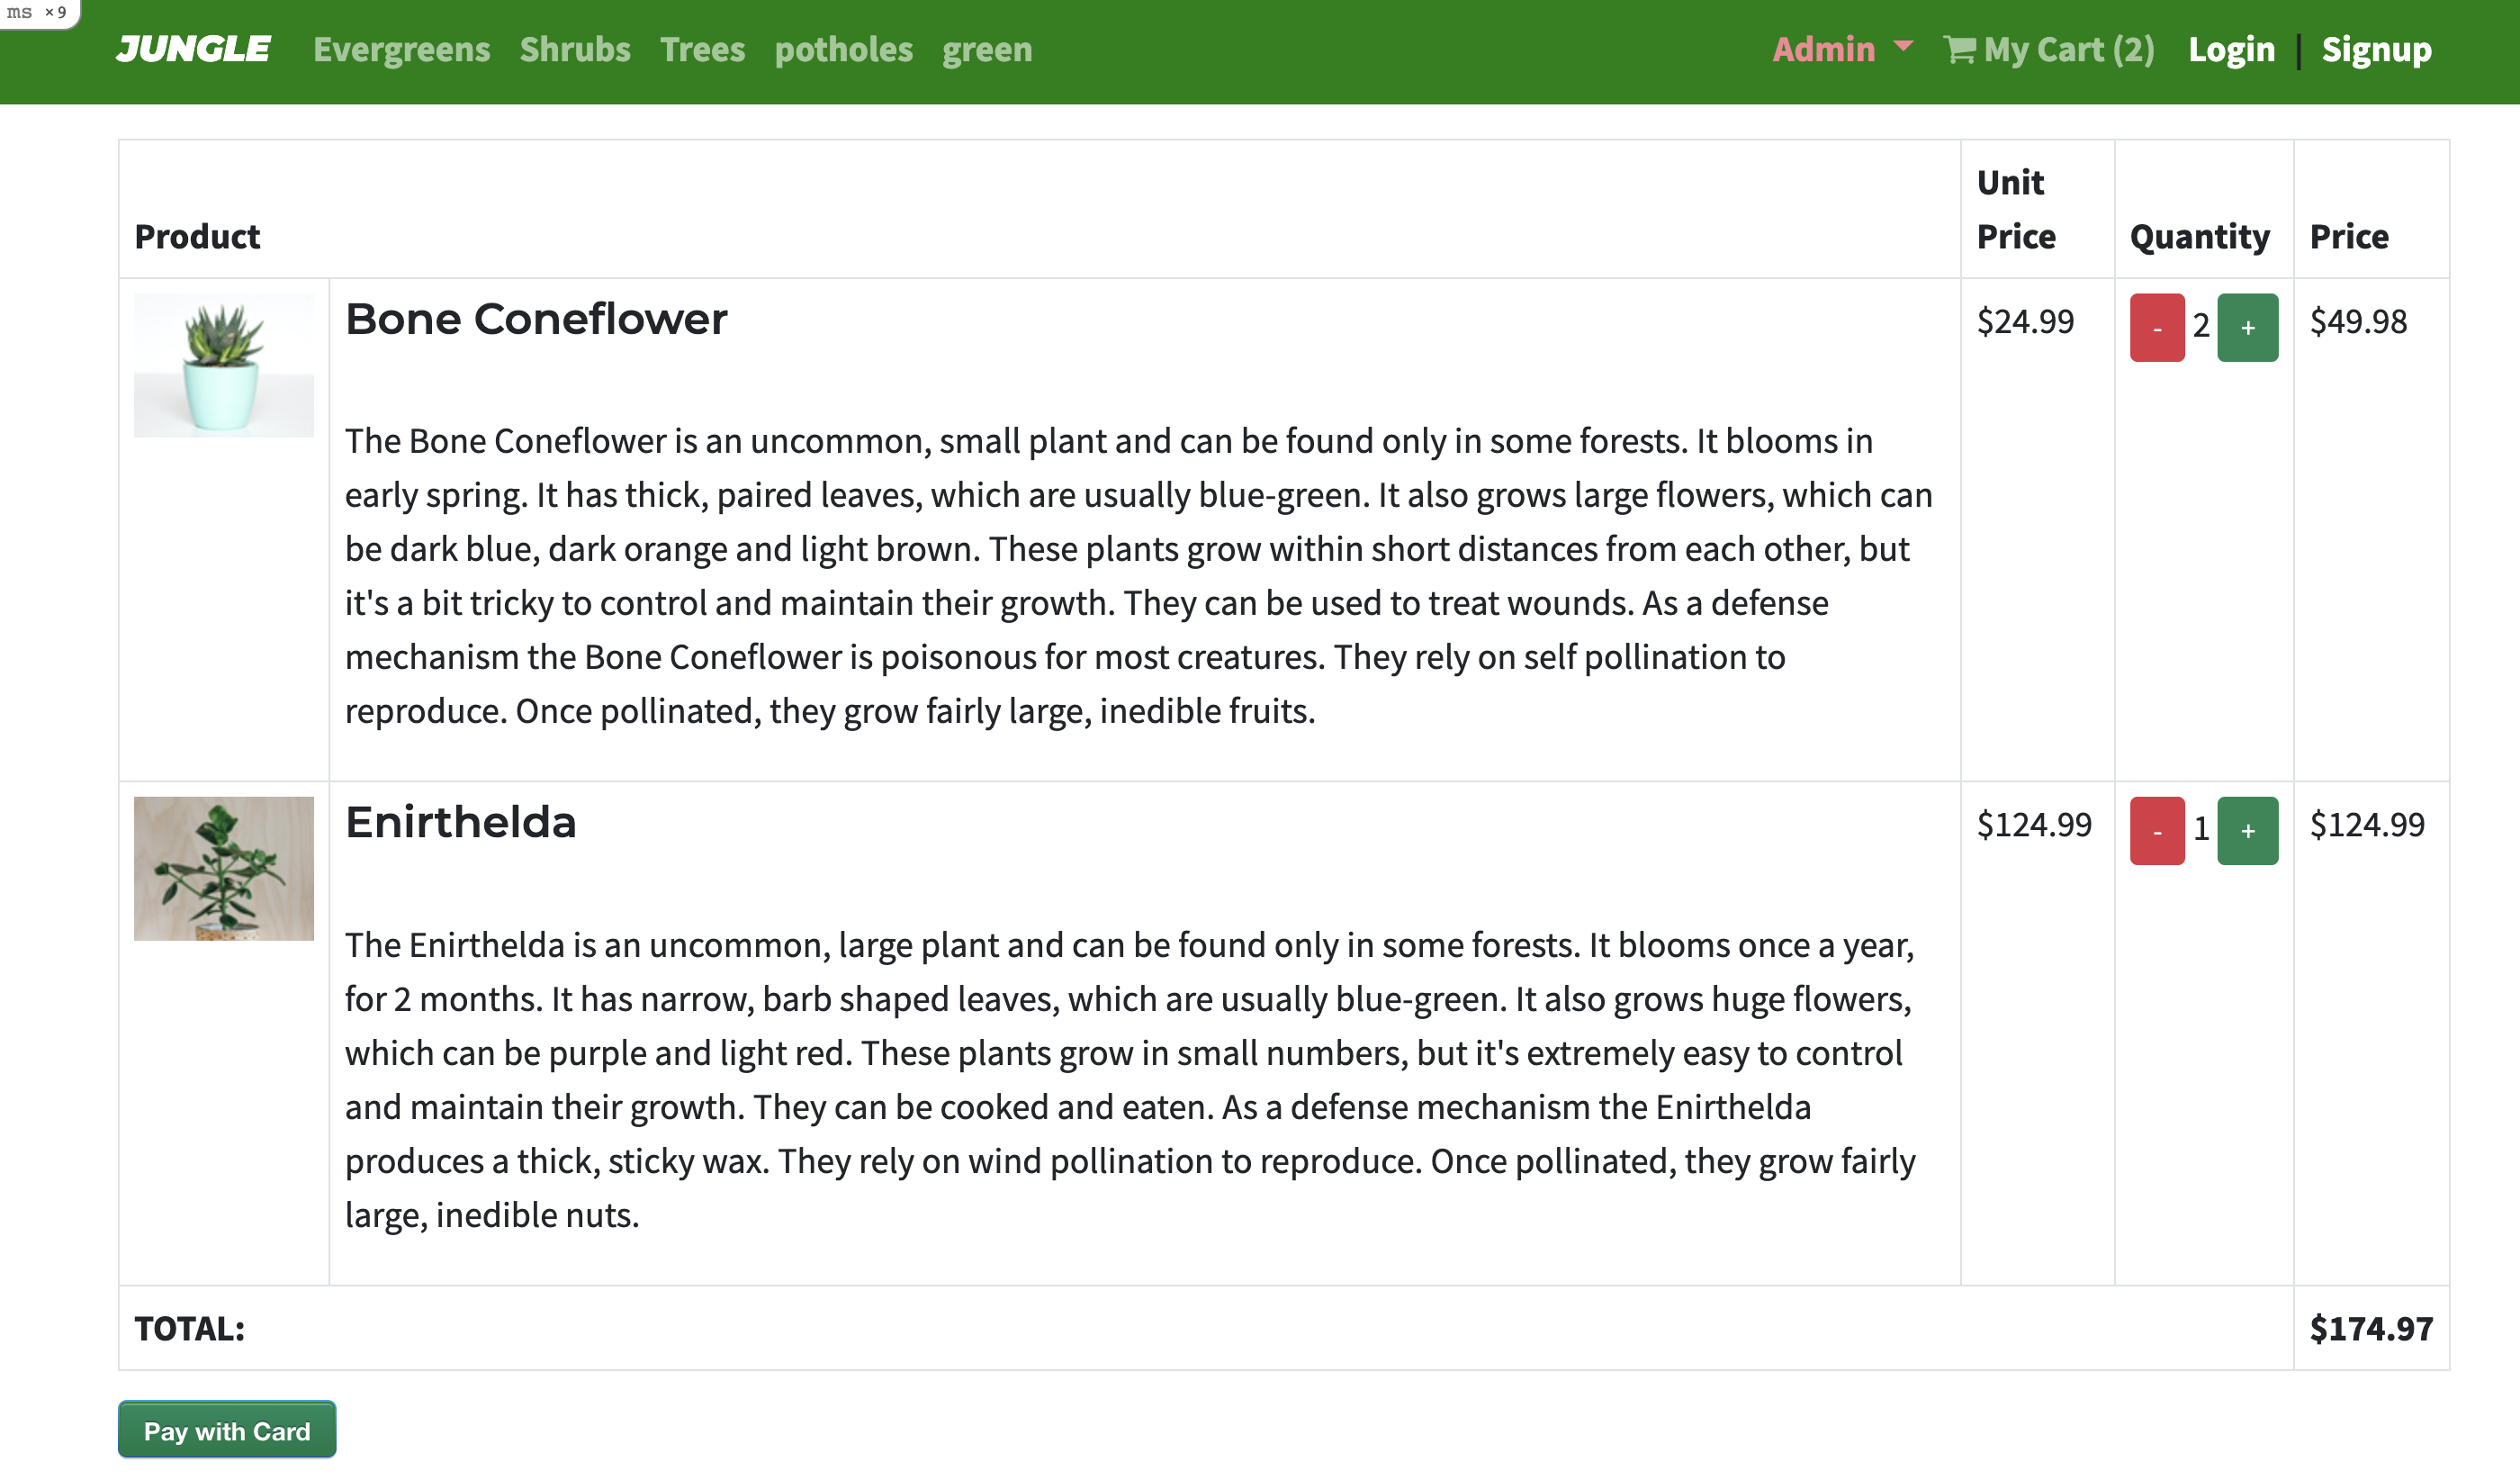 ms ×9
JUNGLE Evergreens Shrubs Trees potholes green Admin My Cart (2) Login | Signup
Product Unit Price Quantity Price
Bone Coneflower $24.99 - 2 + $49.98
The Bone Coneflower is an uncommon, small plant and can be found only in some forests. It blooms in
early spring. It has thick, paired leaves, which are usually blue-green. It also grows large flowers, which can
be dark blue, dark orange and light brown. These plants grow within short distances from each other, but
it's a bit tricky to control and maintain their growth. They can be used to treat wounds. As a defense
mechanism the Bone Coneflower is poisonous for most creatures. They rely on self pollination to
reproduce. Once pollinated, they grow fairly large, inedible fruits.
Enirthelda $124.99 - 1 + $124.99
The Enirthelda is an uncommon, large plant and can be found only in some forests. It blooms once a year,
for 2 months. It has narrow, barb shaped leaves, which are usually blue-green. It also grows huge flowers,
which can be purple and light red. These plants grow in small numbers, but it's extremely easy to control
and maintain their growth. They can be cooked and eaten. As a defense mechanism the Enirthelda
produces a thick, sticky wax. They rely on wind pollination to reproduce. Once pollinated, they grow fairly
large, inedible nuts.
TOTAL: $174.97
Pay with Card